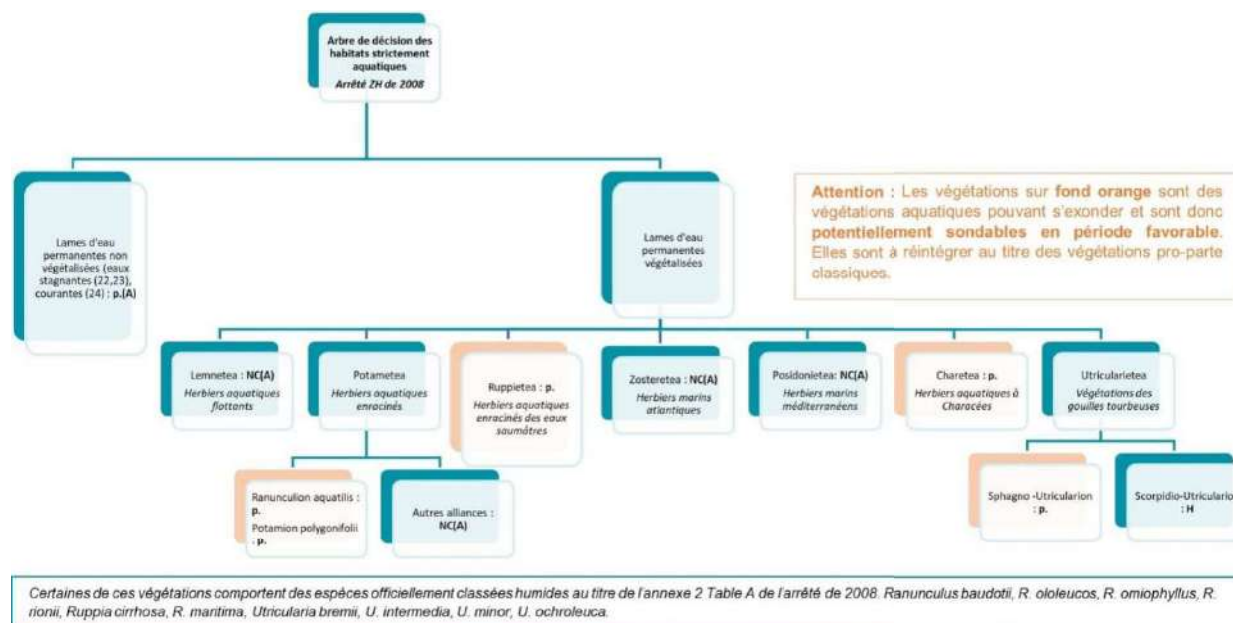 Arbre de décision des
habitats strictement
aquatiques
Arrêté ZH de 2008
Lames d'eau
permanentes non
végétalisées (eaux
stagnantes (22,23),
courantes (24) : p.(A)
Lames d'eau
permanentes
végétalisées
Attention : Les végétations sur fond orange sont des
végétations aquatiques pouvant s'exonder et sont donc
potentiellement sondables en période favorable.
Elles sont à réintégrer au titre des végétations pro-parte
classiques.
Lemnetea : NC(A)
Herbiers aquatiques
flottants
Potametea
Herbiers aquatiques
enracinés
Ruppietea : p.
Herbiers aquatiques
enracinés des eaux
saumâtres
Zosteretea : NC(A)
Herbiers marins
atlantiques
Posidonietea: NC(A)
Herbiers marins
méditerranéens
Charetea : p.
Herbiers aquatiques à
Characées
Utricularietea
Végétations des
gouilles tourbeuses
Ranunculion aquatilis :
p.
Potamion polygonifolii
: p.
Autres alliances :
NC(A)
Sphagno -Utricularion
: p.
Scorpidio-Utricularion
: H
Certaines de ces végétations comportent des espèces officiellement classées humides au titre de l'annexe 2 Table A de l'arrêté de 2008. Ranunculus baudotii, R. ololeucos, R. omiophyllus, R.
rionii, Ruppia cirrhosa, R. maritima, Utricularia bremii, U. intermedia, U. minor, U. ochroleuca.